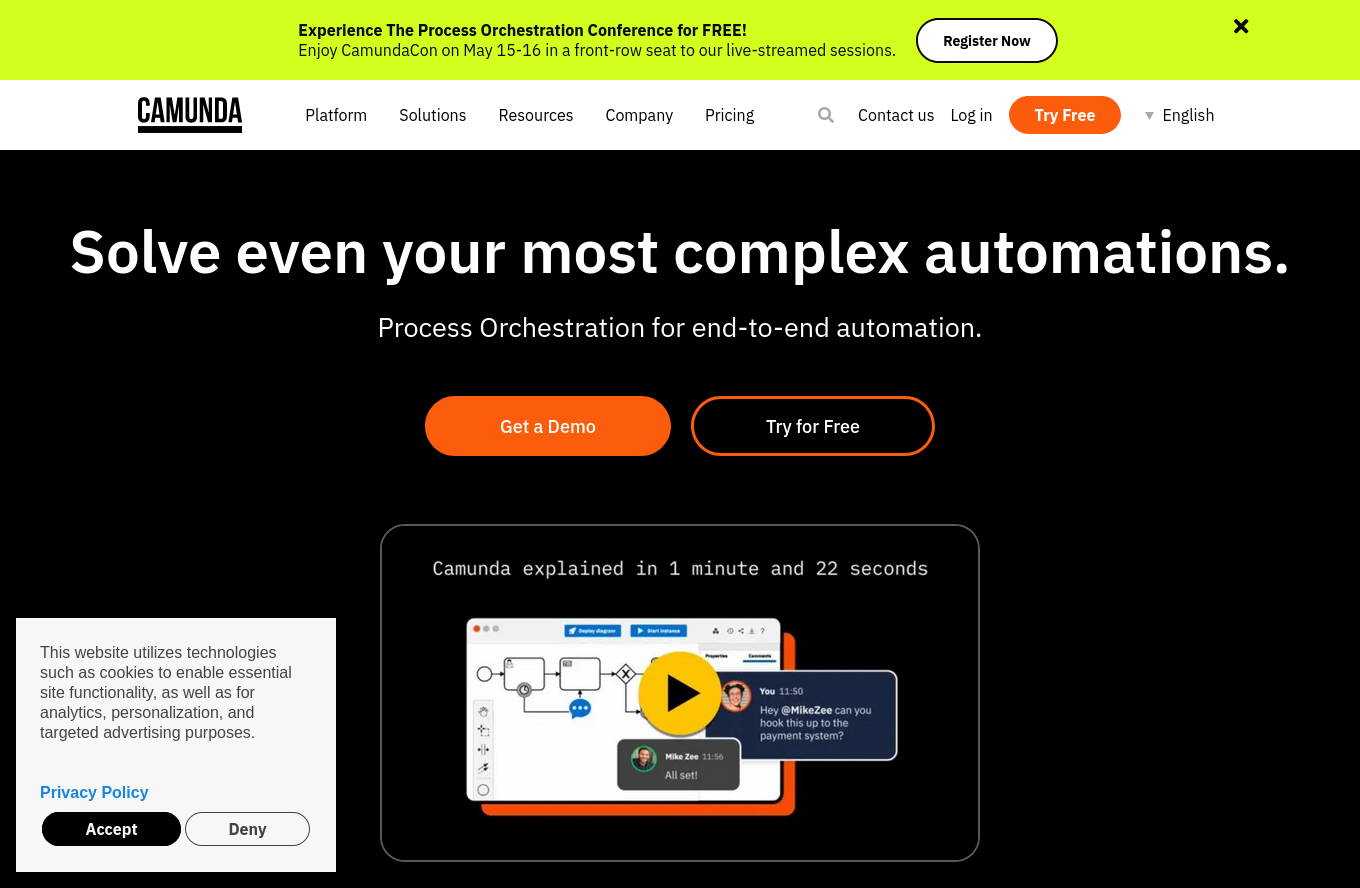 Experience The Process Orchestration Conference for FREE!
Enjoy CamundaCon on May 15-16 in a front-row seat to our live-streamed sessions.
Register Now
CAMUNDA
Platform
Solutions
Resources
Company
Pricing
Contact us
Log in
Try Free
English
Solve even your most complex automations.
Process Orchestration for end-to-end automation.
Get a Demo
Try for Free
Camunda explained in 1 minute and 22 seconds
Deploy diagram
Start instance
Properties
Comments
You 11:50
Hey @MikeZee can you
hook this up to the
payment system?
Mike Zee 11:56
All set!
This website utilizes technologies
such as cookies to enable essential
site functionality, as well as for
analytics, personalization, and
targeted advertising purposes.
Privacy Policy
Accept
Deny